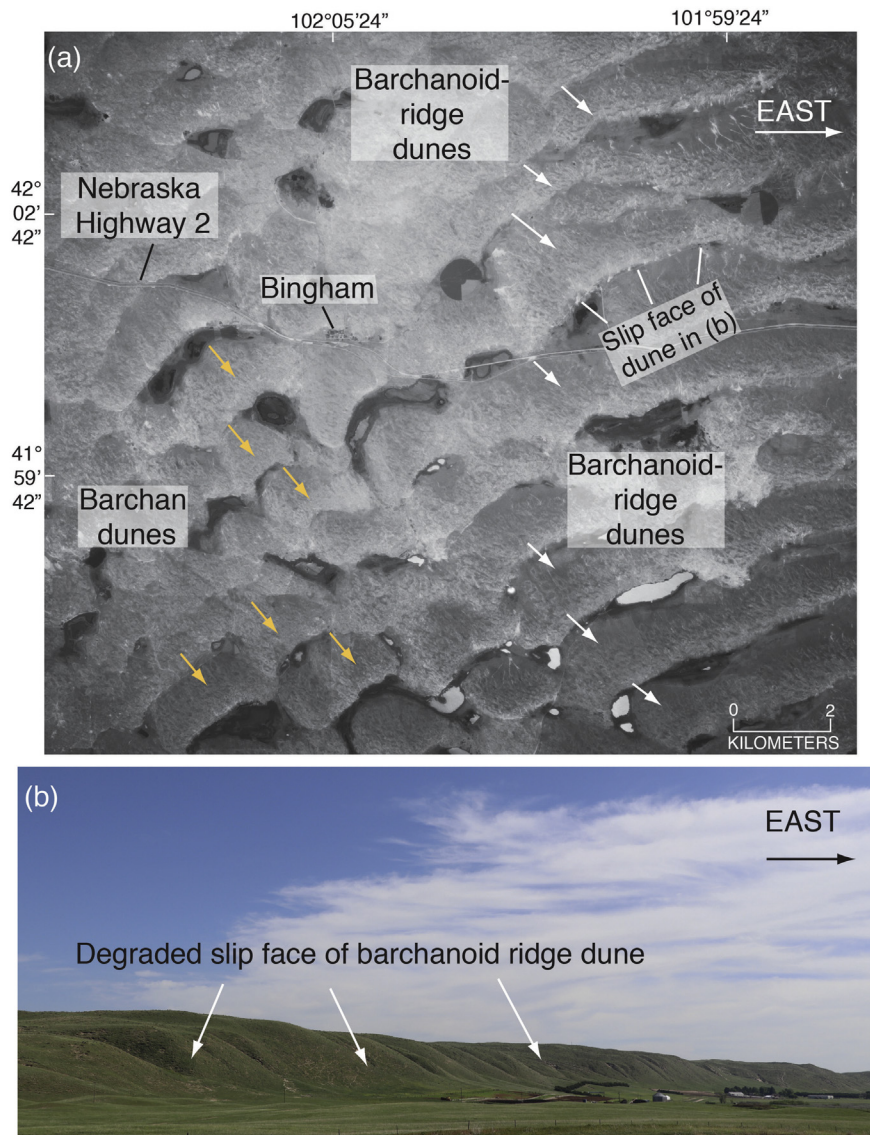 102°05'24”
101°59'24”
(a)
Barchanoid-
ridge
dunes
EAST
42°
02'
42”
Nebraska
Highway 2
Bingham
Slip face of
dune in (b)
41°
59'
42”
Barchan
dunes
Barchanoid-
ridge
dunes
0
2
KILOMETERS
(b)
EAST
Degraded slip face of barchanoid ridge dune